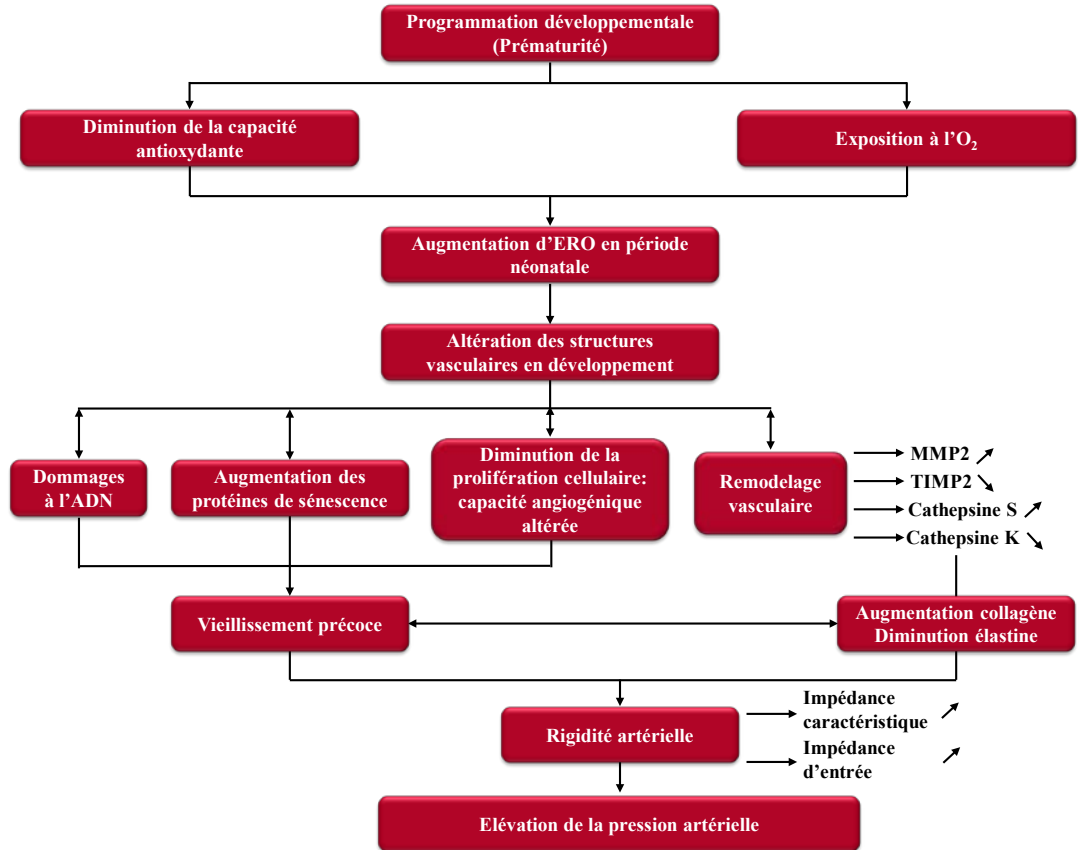 Programmation développementale
(Prématurité)
Diminution de la capacité
antioxydante
Exposition à l’O₂
Augmentation d’ERO en période
néonatale
Altération des structures
vasculaires en développement
Dommages
à l’ADN
Augmentation des
protéines de sénescence
Diminution de la
prolifération cellulaire:
capacité angiogénique
altérée
Remodelage
vasculaire
MMP2
TIMP2
Cathepsine S
Cathepsine K
Vieillissement précoce
Augmentation collagène
Diminution élastine
Rigidité artérielle
Impédance
caractéristique
Impédance
d’entrée
Elévation de la pression artérielle